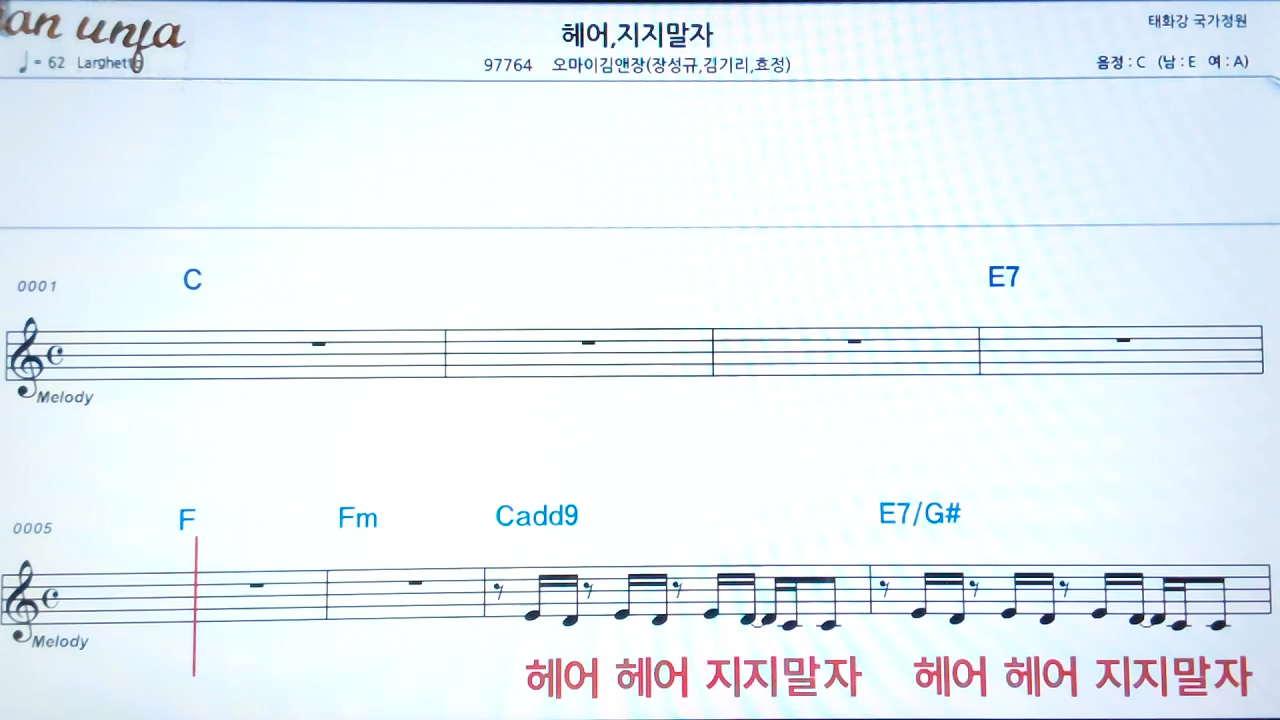 an unja
태화강 국가정원
헤어,지지말자
♩ = 62 Larghetto
97764 오마이김앤장(장성규,김기리,효정)
음정 : C (남 : E 여 : A)
0001 C E7
Melody
0005 F Fm Cadd9 E7/G#
Melody
헤어 헤어 지지말자 헤어 헤어 지지말자